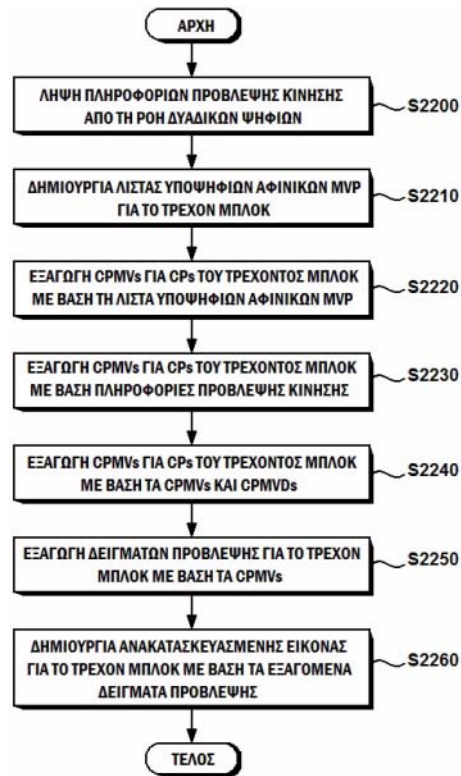 ΑΡΧΗ
ΛΗΨΗ ΠΛΗΡΟΦΟΡΙΩΝ ΠΡΟΒΛΕΨΗΣ ΚΙΝΗΣΗΣ
ΑΠΟ ΤΗ ΡΟΗ ΔΥΑΔΙΚΩΝ ΨΗΦΙΩΝ
S2200
ΔΗΜΙΟΥΡΓΙΑ ΛΙΣΤΑΣ ΥΠΟΨΗΦΙΩΝ ΑΦΙΝΙΚΩΝ MVP
ΓΙΑ ΤΟ ΤΡΕΧΟΝ ΜΠΛΟΚ
S2210
ΕΞΑΓΩΓΗ CPMVs ΓΙΑ CPs ΤΟΥ ΤΡΕΧΟΝΤΟΣ ΜΠΛΟΚ
ΜΕ ΒΑΣΗ ΤΗ ΛΙΣΤΑ ΥΠΟΨΗΦΙΩΝ ΑΦΙΝΙΚΩΝ MVP
S2220
ΕΞΑΓΩΓΗ CPMVs ΓΙΑ CPs ΤΟΥ ΤΡΕΧΟΝΤΟΣ ΜΠΛΟΚ
ΜΕ ΒΑΣΗ ΠΛΗΡΟΦΟΡΙΕΣ ΠΡΟΒΛΕΨΗΣ ΚΙΝΗΣΗΣ
S2230
ΕΞΑΓΩΓΗ CPMVs ΓΙΑ CPs ΤΟΥ ΤΡΕΧΟΝΤΟΣ ΜΠΛΟΚ
ΜΕ ΒΑΣΗ ΤΑ CPMVs ΚΑΙ CPMVDs
S2240
ΕΞΑΓΩΓΗ ΔΕΙΓΜΑΤΩΝ ΠΡΟΒΛΕΨΗΣ ΓΙΑ ΤΟ ΤΡΕΧΟΝ
ΜΠΛΟΚ ΜΕ ΒΑΣΗ ΤΑ CPMVs
S2250
ΔΗΜΙΟΥΡΓΙΑ ΑΝΑΚΑΤΑΣΚΕΥΑΣΜΕΝΗΣ ΕΙΚΟΝΑΣ
ΓΙΑ ΤΟ ΤΡΕΧΟΝ ΜΠΛΟΚ ΜΕ ΒΑΣΗ ΤΑ ΕΞΑΓΟΜΕΝΑ
ΔΕΙΓΜΑΤΑ ΠΡΟΒΛΕΨΗΣ
S2260
ΤΕΛΟΣ